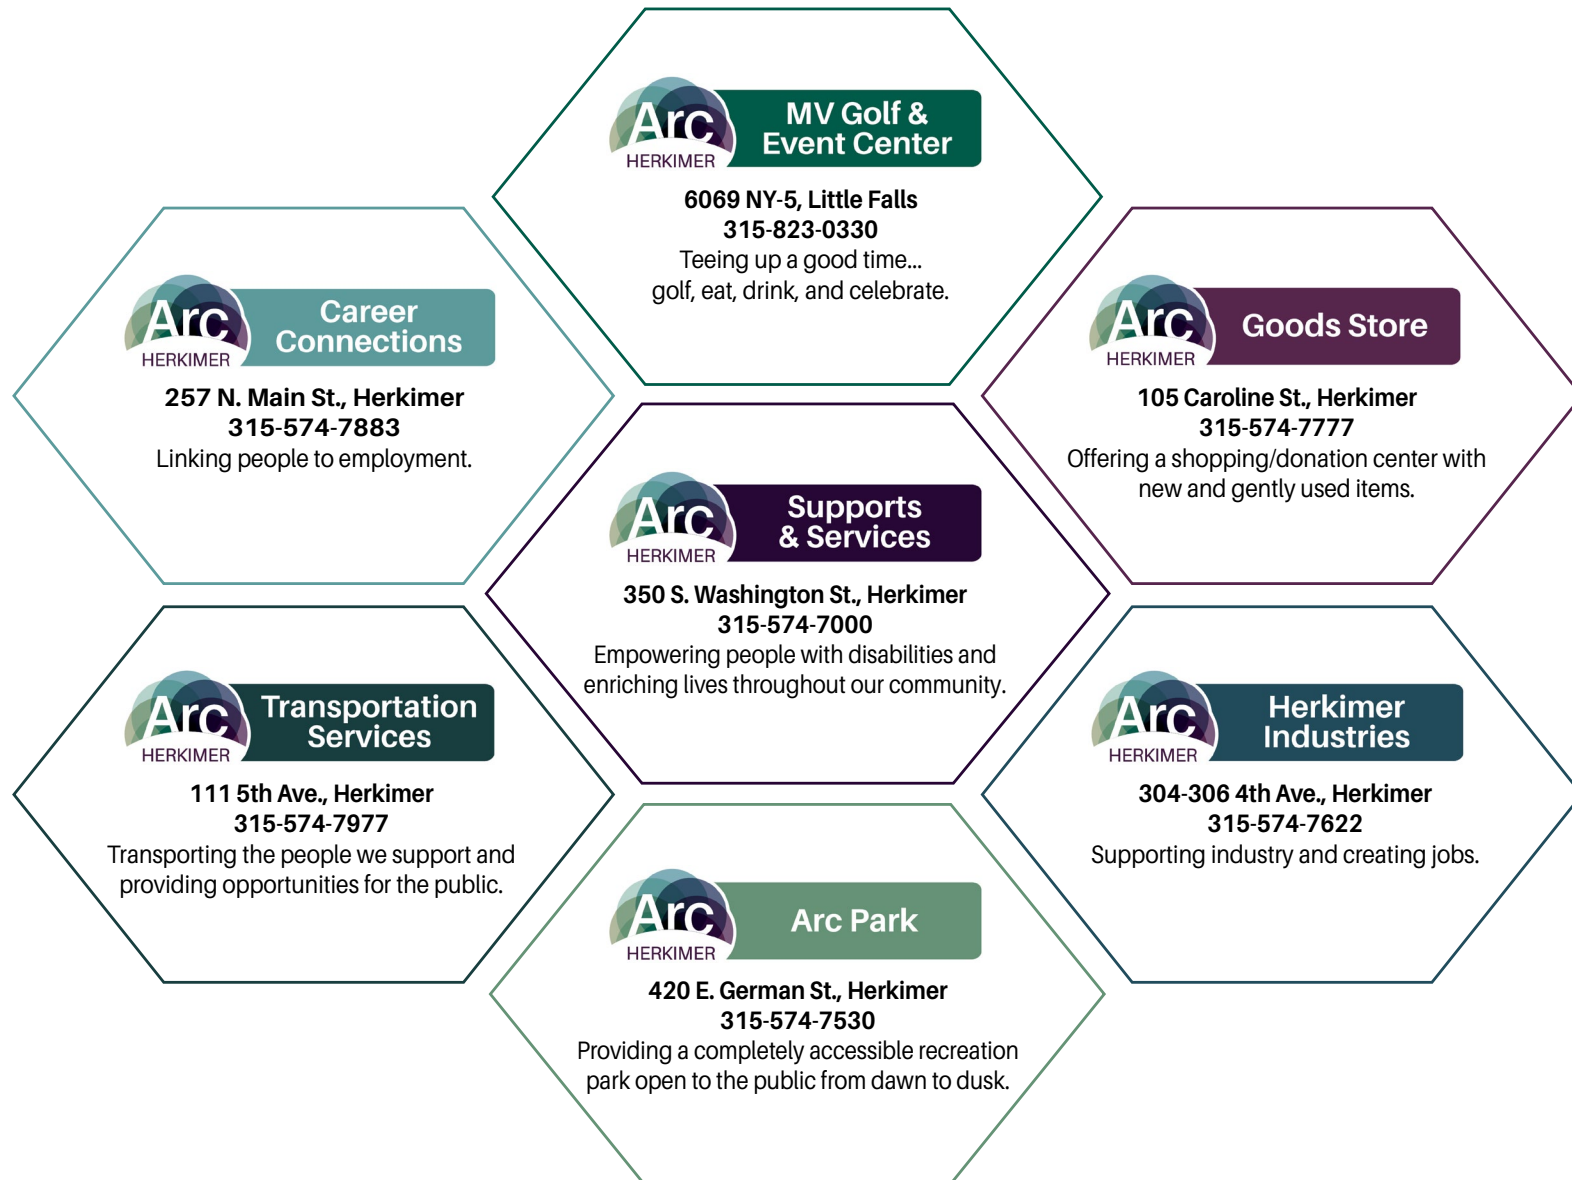 Arc
HERKIMER
MV Golf &
Event Center
6069 NY-5, Little Falls
315-823-0330
Teeing up a good time...
golf, eat, drink, and celebrate.
Arc
HERKIMER
Career
Connections
257 N. Main St., Herkimer
315-574-7883
Linking people to employment.
Arc
HERKIMER
Goods Store
105 Caroline St., Herkimer
315-574-7777
Offering a shopping/donation center with
new and gently used items.
Arc
HERKIMER
Supports
& Services
350 S. Washington St., Herkimer
315-574-7000
Empowering people with disabilities and
enriching lives throughout our community.
Arc
HERKIMER
Transportation
Services
111 5th Ave., Herkimer
315-574-7977
Transporting the people we support and
providing opportunities for the public.
Arc
HERKIMER
Herkimer
Industries
304-306 4th Ave., Herkimer
315-574-7622
Supporting industry and creating jobs.
Arc
HERKIMER
Arc Park
420 E. German St., Herkimer
315-574-7530
Providing a completely accessible recreation
park open to the public from dawn to dusk.